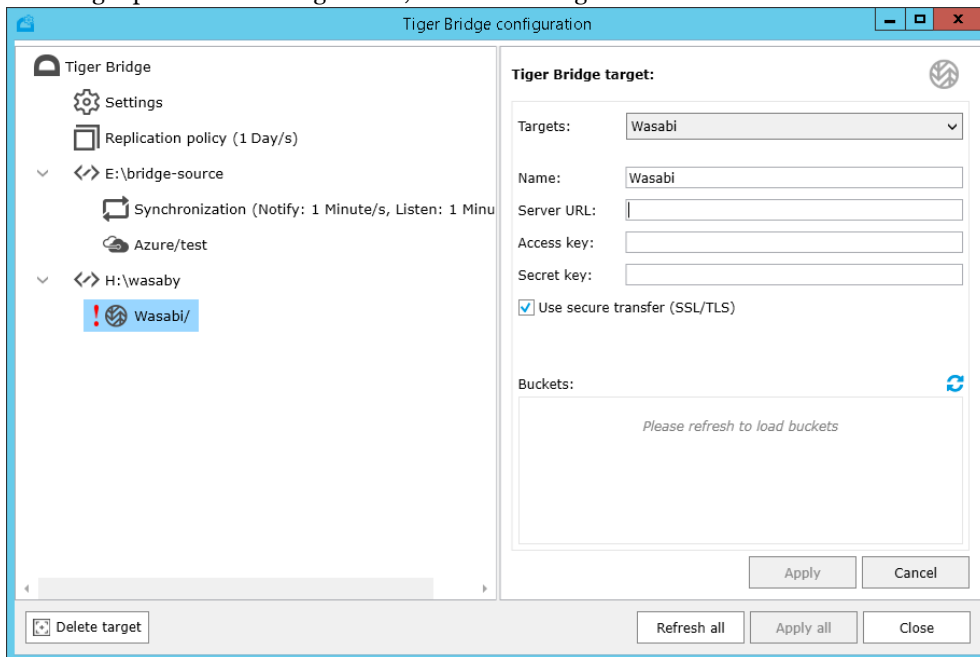 Tiger Bridge configuration
Tiger Bridge
Settings
Replication policy (1 Day/s)
E:\bridge-source
Synchronization (Notify: 1 Minute/s, Listen: 1 Minu
Azure/test
H:\wasaby
! Wasabi/
Delete target
Tiger Bridge target:
Targets: Wasabi
Name: Wasabi
Server URL:
Access key:
Secret key:
Use secure transfer (SSL/TLS)
Buckets:
Please refresh to load buckets
Apply Cancel
Refresh all Apply all Close